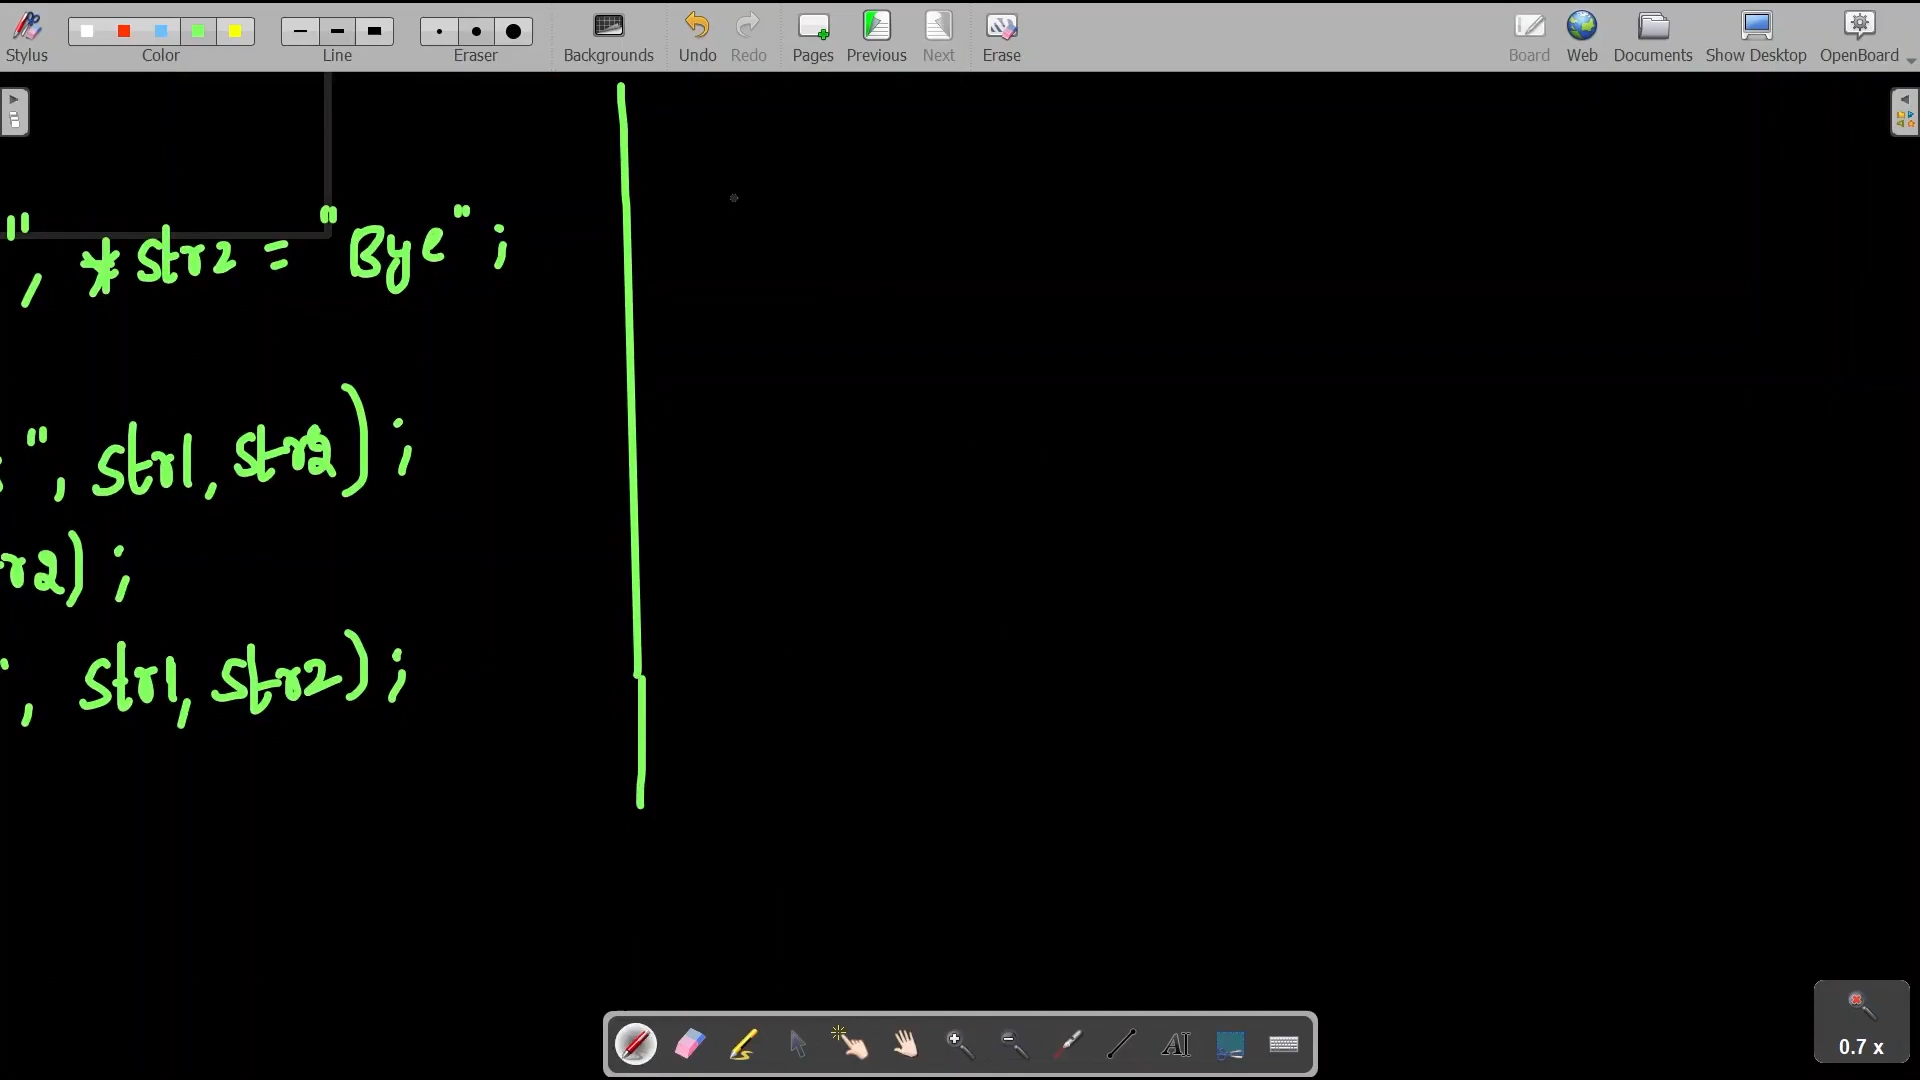 Stylus Color Line Eraser Backgrounds Undo Redo Pages Previous Next Erase Board Web Documents Show Desktop OpenBoard
", *str2 = "Bye";
", str1, str2);
r2);
, str1, str2);
AI
0.7 x